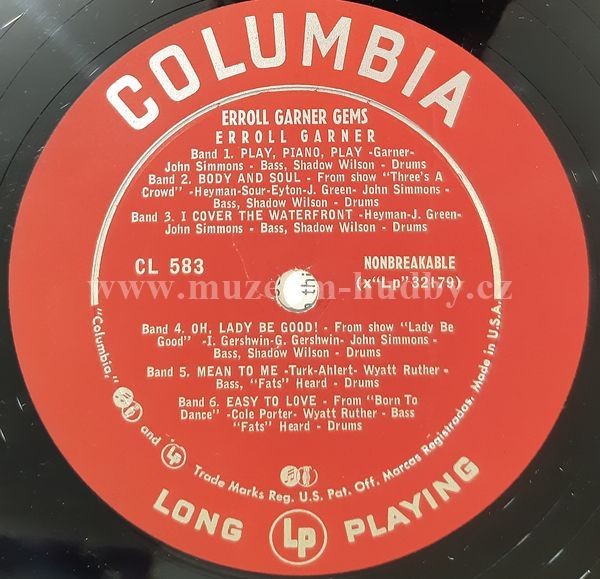 COLUMBIA
ERROLL GARNER GEMS
ERROLL GARNER
Band 1. PLAY, PIANO, PLAY -Garner-
John Simmons - Bass, Shadow Wilson - Drums
Band 2. BODY AND SOUL - From show "Three's A
Crowd" -Heyman-Sour-Eyton-J. Green- John Simmons -
Bass, Shadow Wilson - Drums
Band 3. I COVER THE WATERFRONT -Heyman-J. Green-
John Simmons - Bass, Shadow Wilson - Drums
CL 583
NONBREAKABLE
(x"Lp"32179)
www.muzeum-hudby.cz
Band 4. OH, LADY BE GOOD! - From show "Lady Be
Good" -I. Gershwin-G. Gershwin- John Simmons -
Bass, Shadow Wilson - Drums
Band 5. MEAN TO ME -Turk-Ahlert- Wyatt Ruther -
Bass, "Fats" Heard - Drums
Band 6. EASY TO LOVE - From "Born To
Dance" -Cole Porter- Wyatt Ruther - Bass
"Fats" Heard - Drums
"Columbia," and LP Trade Marks Reg. U.S. Pat. Off. Marcas Registradas. Made in U.S.A.
LONG LP PLAYING